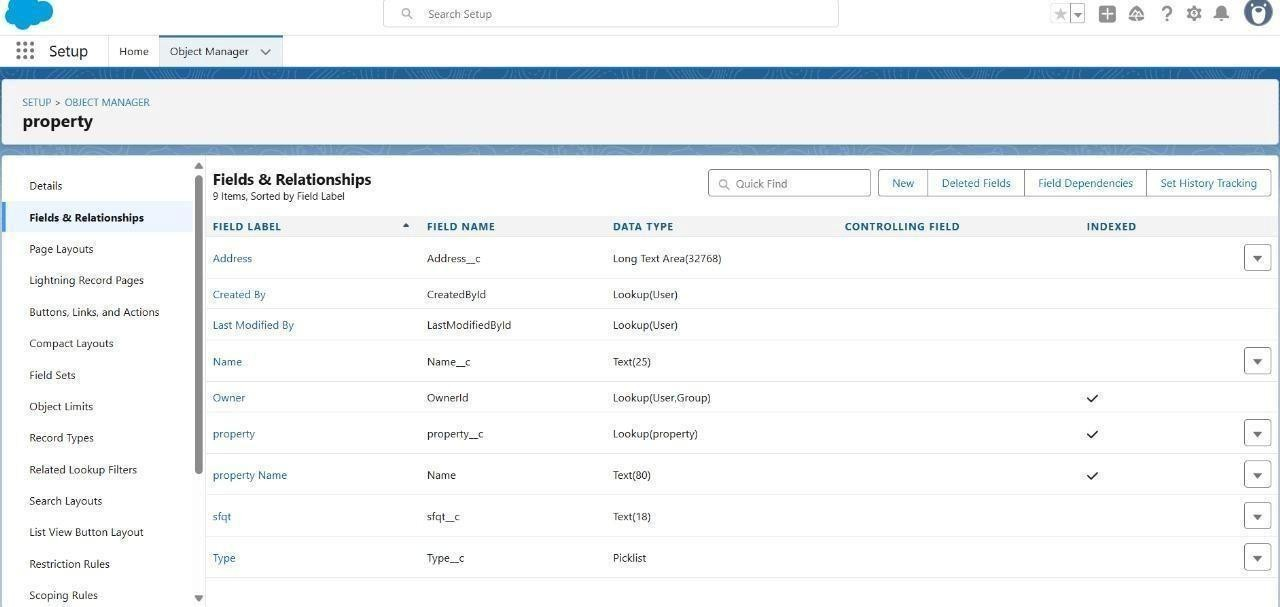 Search Setup
Setup
Home
Object Manager
SETUP > OBJECT MANAGER
property
Details
Fields & Relationships
Page Layouts
Lightning Record Pages
Buttons, Links, and Actions
Compact Layouts
Field Sets
Object Limits
Record Types
Related Lookup Filters
Search Layouts
List View Button Layout
Restriction Rules
Scoping Rules
Fields & Relationships
9 Items, Sorted by Field Label
Quick Find
New
Deleted Fields
Field Dependencies
Set History Tracking
FIELD LABEL FIELD NAME DATA TYPE CONTROLLING FIELD INDEXED
Address Address__c Long Text Area(32768)
Created By CreatedById Lookup(User)
Last Modified By LastModifiedById Lookup(User)
Name Name__c Text(25)
Owner OwnerId Lookup(User,Group)
property property__c Lookup(property)
property Name Name Text(80)
sfqt sfqt__c Text(18)
Type Type__c Picklist